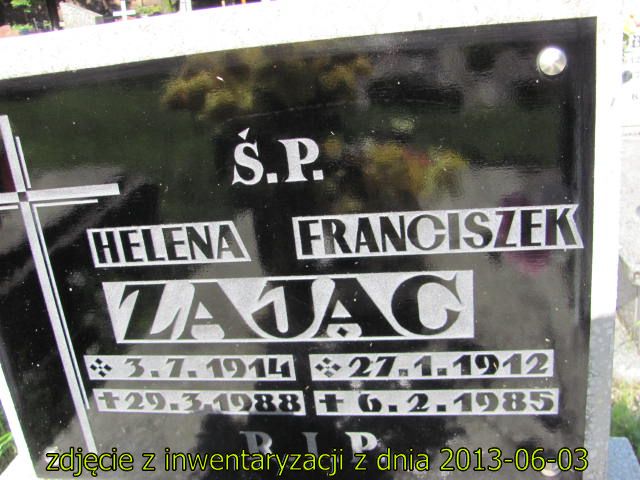 Ś.P.
HELENA FRANCISZEK
ZAJĄC
3.7.1914 27.1.1912
+29.3.1988 +6.2.1985
R.I.P.
zdjęcie z inwentaryzacji z dnia 2013-06-03